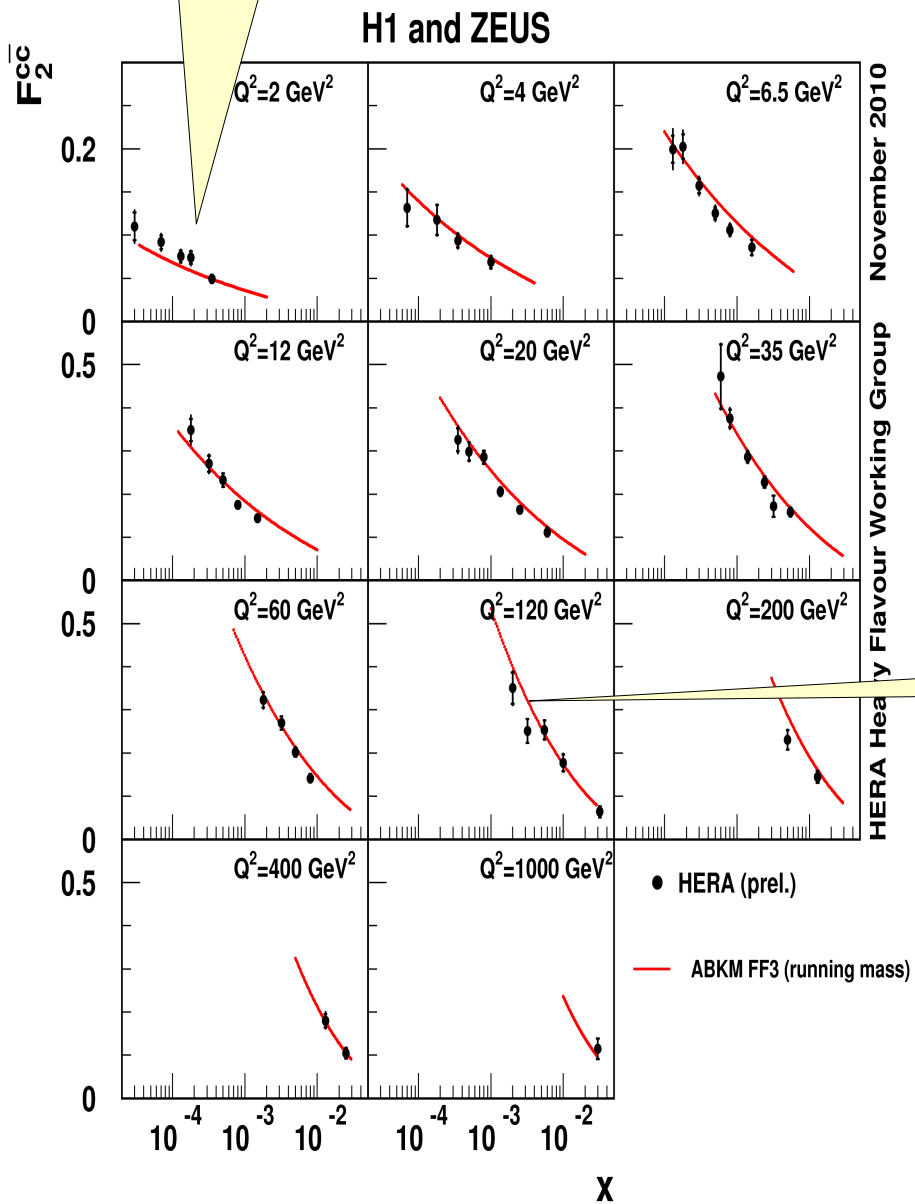 H1 and ZEUS
F₂^cc̄
Q²=2 GeV²
Q²=4 GeV²
Q²=6.5 GeV²
0.2
0
Q²=12 GeV²
Q²=20 GeV²
Q²=35 GeV²
0.5
0
Q²=60 GeV²
Q²=120 GeV²
Q²=200 GeV²
0.5
0
Q²=400 GeV²
Q²=1000 GeV²
0.5
0
10⁻⁴ 10⁻³ 10⁻² 10⁻⁴ 10⁻³ 10⁻²
x
HERA (prel.)
ABKM FF3 (running mass)
HERA Heavy Flavour Working Group November 2010